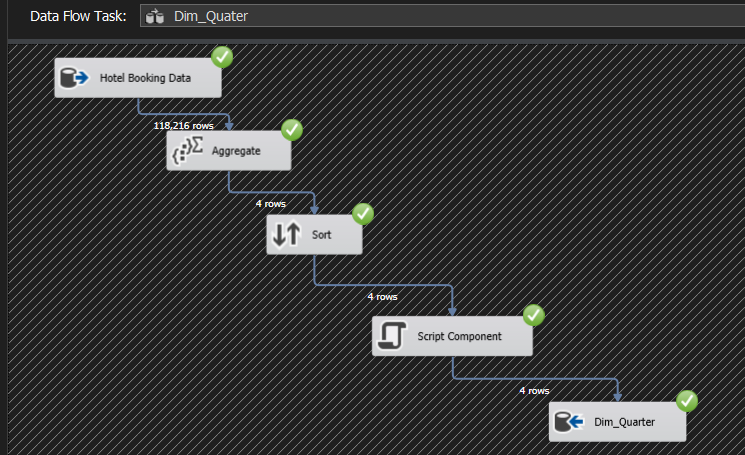 Data Flow Task: Dim_Quater
Hotel Booking Data
118,216 rows
Aggregate
4 rows
Sort
4 rows
Script Component
4 rows
Dim_Quarter